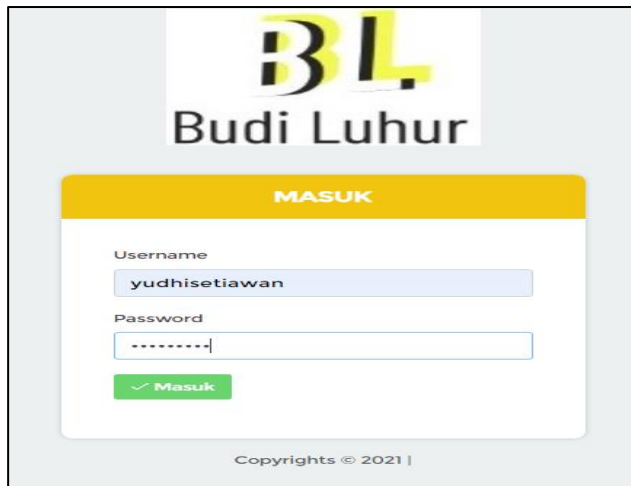 BL
Budi Luhur
MASUK
Username
yudhisetiawan
Password
•••••••••
✓ Masuk
Copyrights © 2021 |